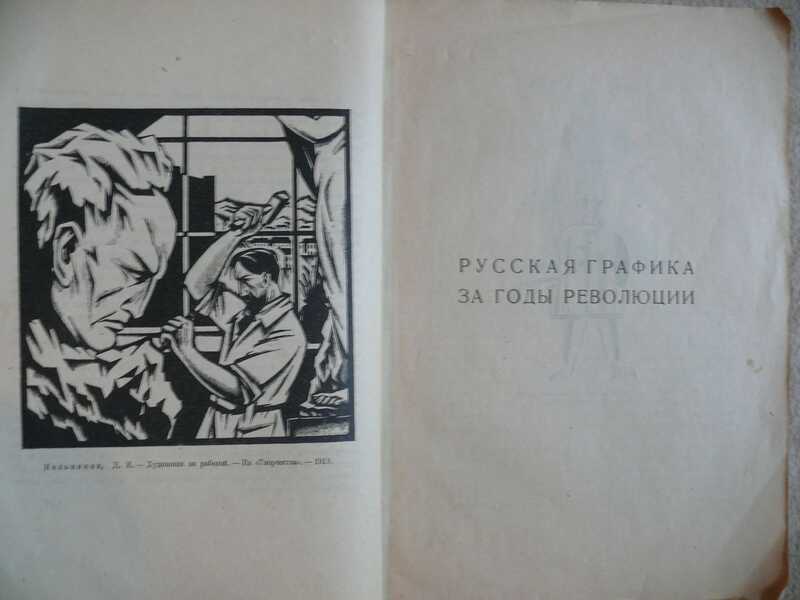 Д. И. — Художник за работой. — Из «Творчества». —
РУССКАЯ ГРАФИКА
ЗА ГОДЫ РЕВОЛЮЦИИ